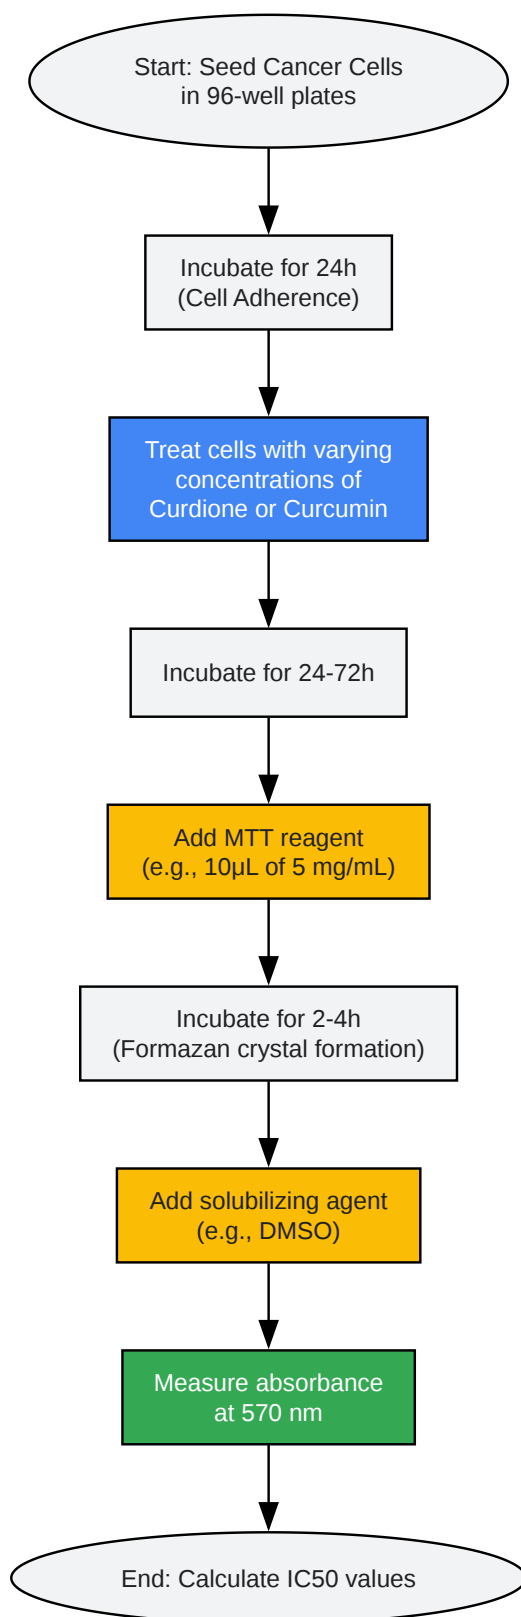 Start: Seed Cancer Cells
in 96-well plates
Incubate for 24h
(Cell Adherence)
Treat cells with varying
concentrations of
Curdione or Curcumin
Incubate for 24-72h
Add MTT reagent
(e.g., 10μL of 5 mg/mL)
Incubate for 2-4h
(Formazan crystal formation)
Add solubilizing agent
(e.g., DMSO)
Measure absorbance
at 570 nm
End: Calculate IC50 values